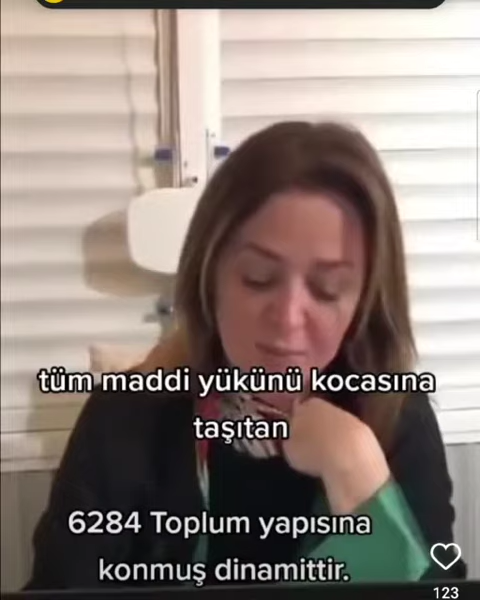 tüm maddi yükünü kocasına
taşıtan
6284 Toplum yapısına
konmuş dinamittir.
123